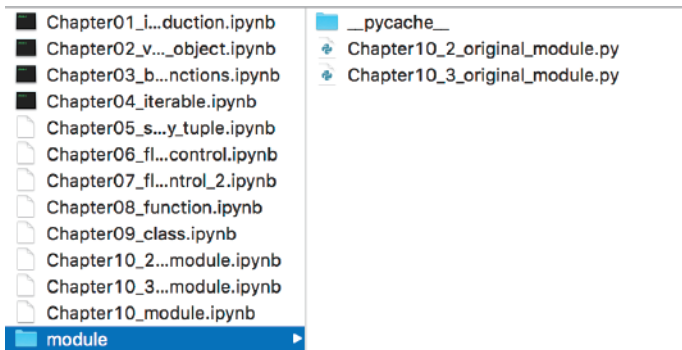 Chapter01_i...duction.ipynb
Chapter02_v..._object.ipynb
Chapter03_b...nctions.ipynb
Chapter04_iterable.ipynb
Chapter05_s...y_tuple.ipynb
Chapter06_fl...control.ipynb
Chapter07_fl...ntrol_2.ipynb
Chapter08_function.ipynb
Chapter09_class.ipynb
Chapter10_2...module.ipynb
Chapter10_3...module.ipynb
Chapter10_module.ipynb
module
__pycache__
Chapter10_2_original_module.py
Chapter10_3_original_module.py